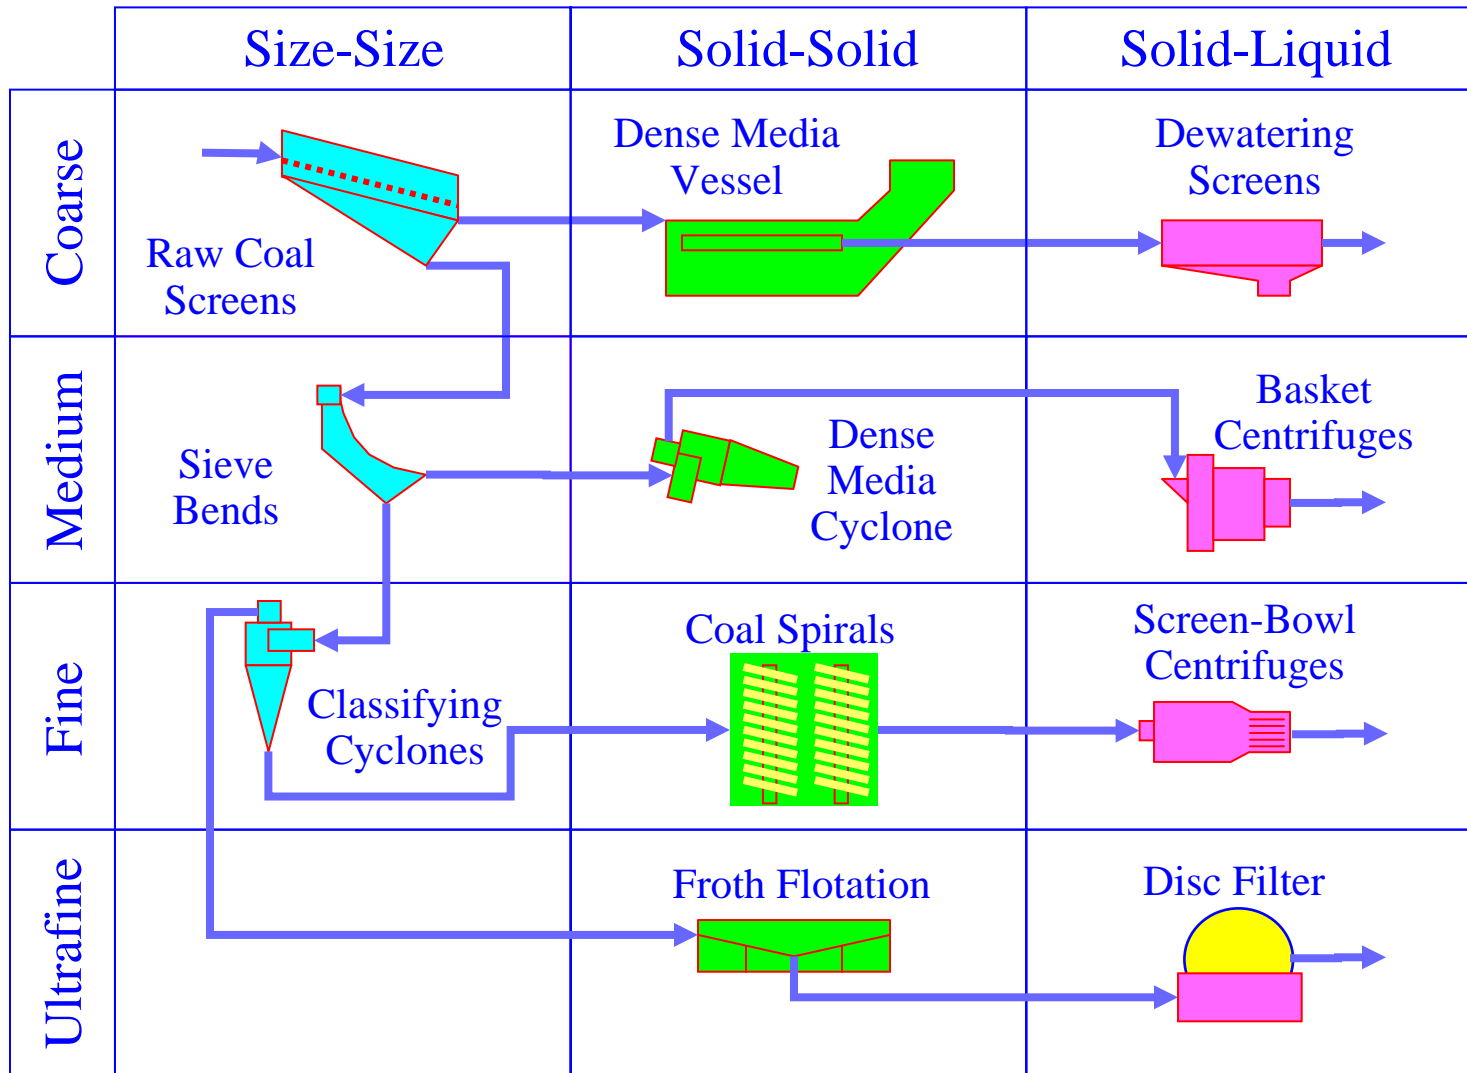 Size-Size
Solid-Solid
Solid-Liquid
Coarse
Raw Coal
Screens
Dense Media
Vessel
Dewatering
Screens
Medium
Sieve
Bends
Dense
Media
Cyclone
Basket
Centrifuges
Fine
Classifying
Cyclones
Coal Spirals
Screen-Bowl
Centrifuges
Ultrafine
Froth Flotation
Disc Filter